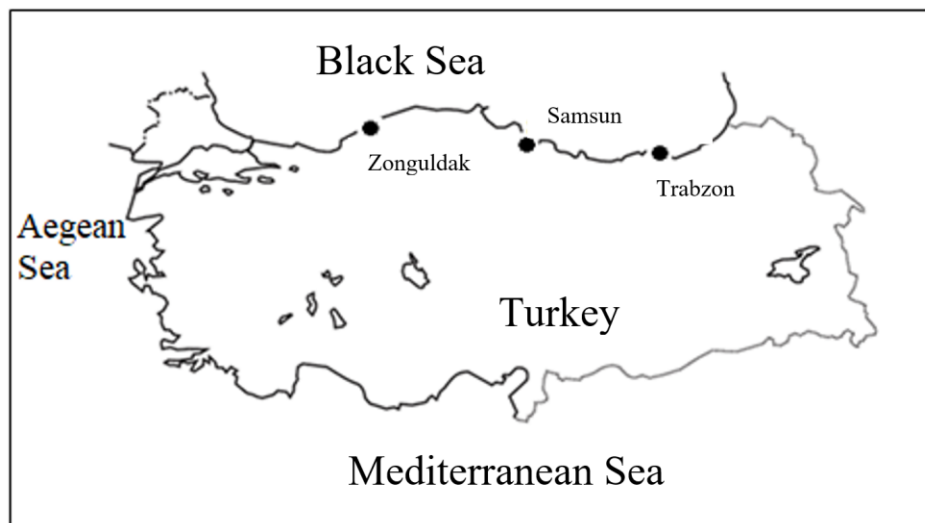 Black Sea
Samsun
Zonguldak
Trabzon
Aegean
Sea
Turkey
Mediterranean Sea